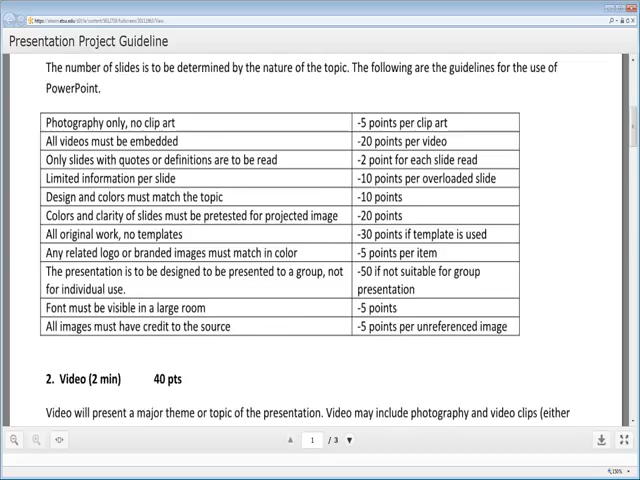 Presentation Project Guideline
The number of slides is to be determined by the nature of the topic. The following are the guidelines for the use of
PowerPoint.
Photography only, no clip art -5 points per clip art
All videos must be embedded -20 points per video
Only slides with quotes or definitions are to be read -2 point for each slide read
Limited information per slide -10 points per overloaded slide
Design and colors must match the topic -10 points
Colors and clarity of slides must be pretested for projected image -20 points
All original work, no templates -30 points if template is used
Any related logo or branded images must match in color -5 points per item
The presentation is to be designed to be presented to a group, not -50 if not suitable for group
for individual use. presentation
Font must be visible in a large room -5 points
All images must have credit to the source -5 points per unreferenced image
2. Video (2 min) 40 pts
Video will present a major theme or topic of the presentation. Video may include photography and video clips (either
1 / 3
150%